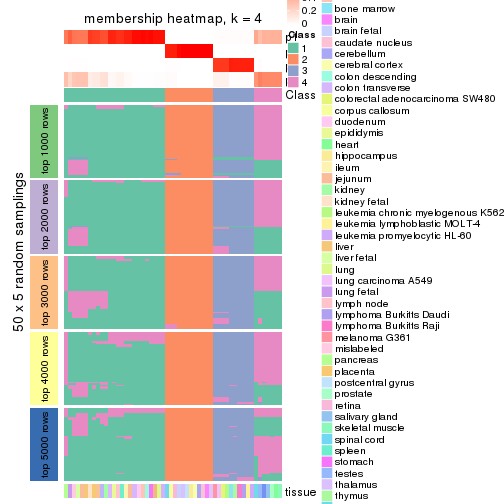 membership heatmap, k = 4
50 x 5 random samplings
top 1000 rows
top 2000 rows
top 3000 rows
top 4000 rows
top 5000 rows
Class
tissue
0.2
0
Class
1
2
3
4
bone marrow
brain
brain fetal
caudate nucleus
cerebellum
cerebral cortex
colon descending
colon transverse
colorectal adenocarcinoma SW480
corpus callosum
duodenum
epididymis
heart
hippocampus
ileum
jejunum
kidney
kidney fetal
leukemia chronic myelogenous K562
leukemia lymphoblastic MOLT-4
leukemia promyelocytic HL-60
liver
liver fetal
lung
lung carcinoma A549
lung fetal
lymph node
lymphoma Burkitts Daudi
lymphoma Burkitts Raji
melanoma G361
mislabeled
pancreas
placenta
postcentral gyrus
prostate
retina
salivary gland
skeletal muscle
spinal cord
spleen
stomach
testes
thalamus
thymus